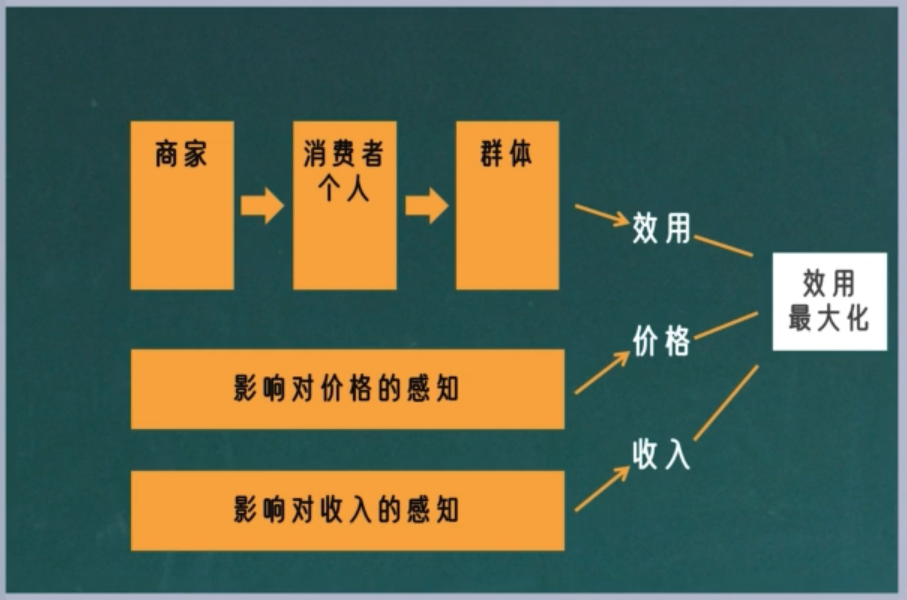 商家
消费者
个人
群体
效用
效用
最大化
价格
影响对价格的感知
收入
影响对收入的感知